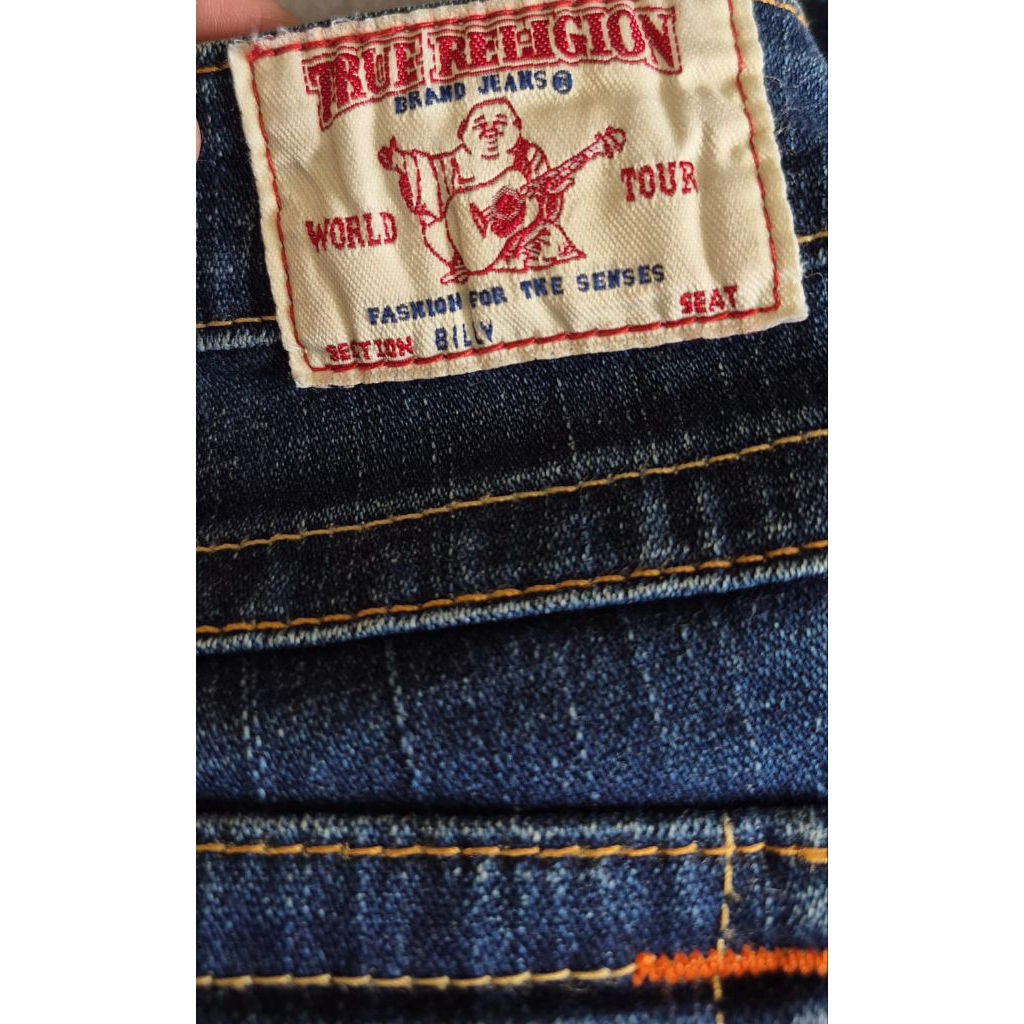 TRUE RELIGION
BRAND JEANS ®
WORLD TOUR
FASHION FOR THE SENSES
SECTION BILLY SEAT